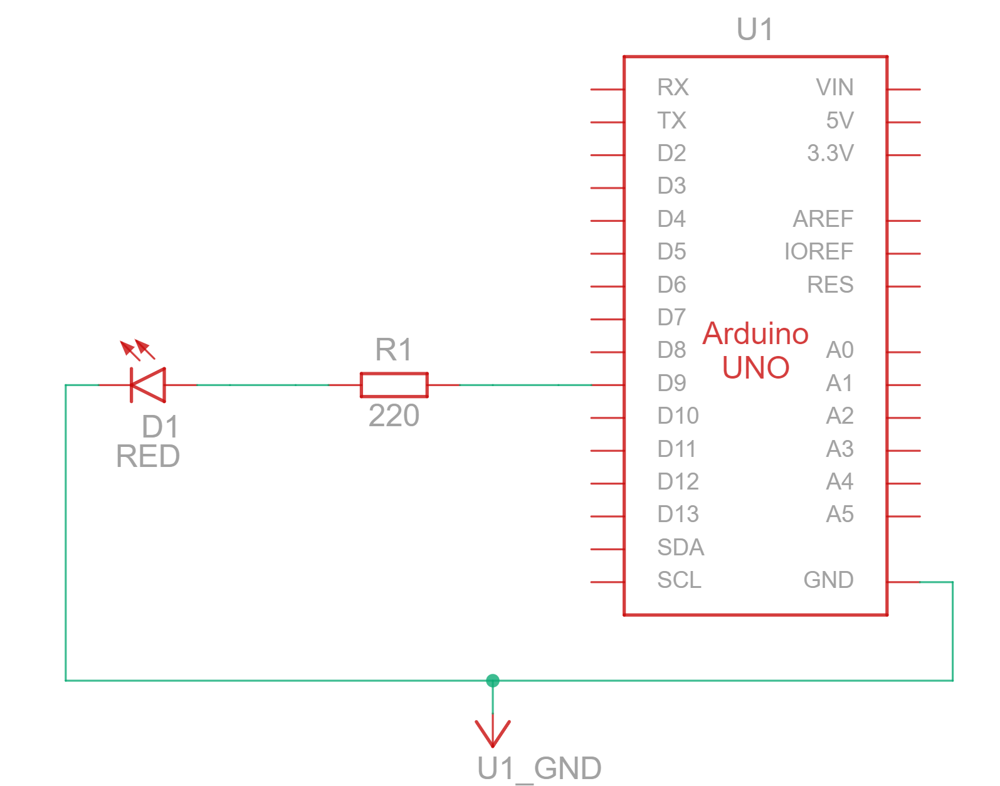 U1
RX
VIN
TX
5V
D2
3.3V
D3
D4
AREF
D5
IOREF
D6
RES
D7
Arduino
UNO
D8
A0
D9
A1
D10
A2
D11
A3
D12
A4
D13
A5
SDA
SCL
GND
R1
220
D1
RED
U1_GND